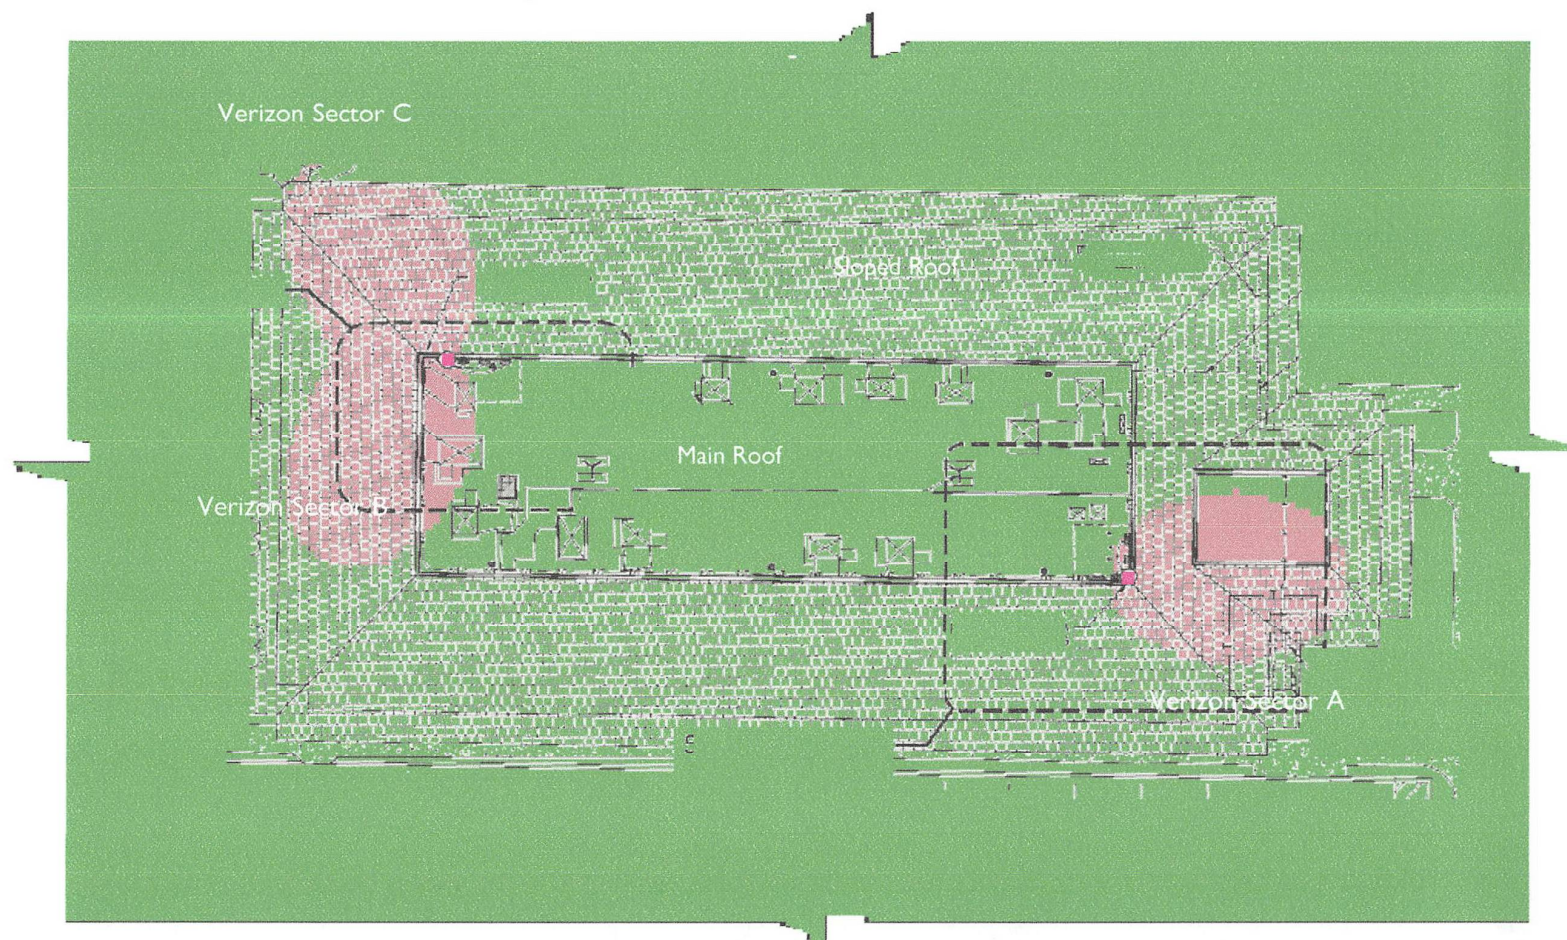 Verizon Sector C
Sloped Roof
Main Roof
Verizon Sector B
Verizon Sector A